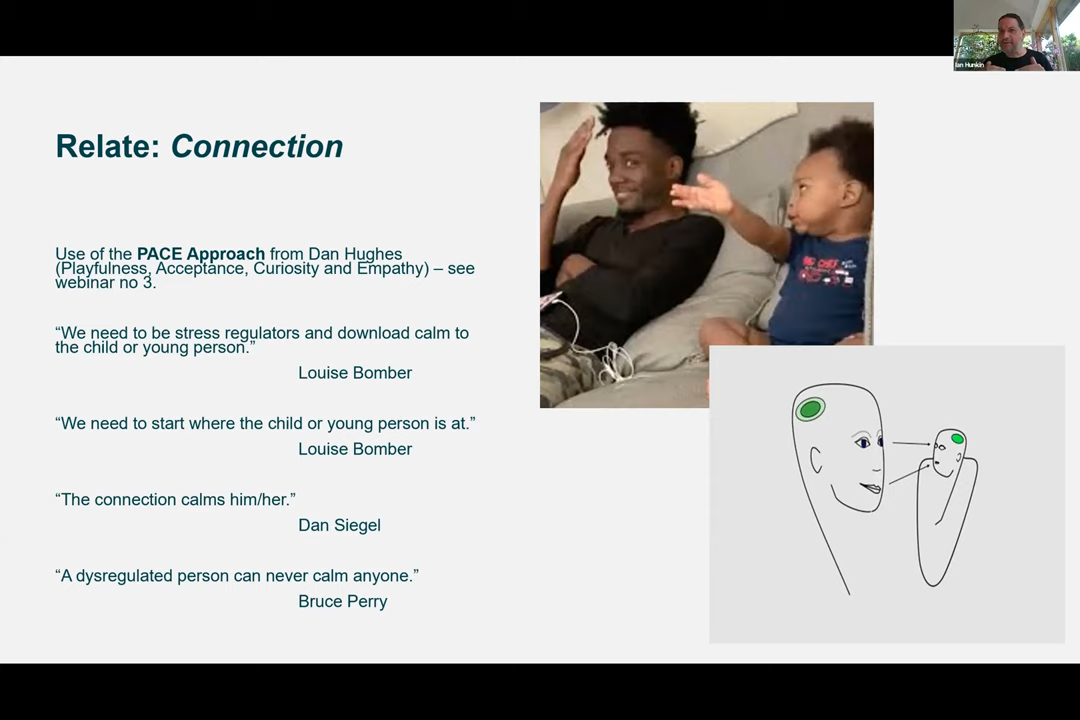 Ian Hunkin
Relate: Connection
Use of the PACE Approach from Dan Hughes
(Playfulness, Acceptance, Curiosity and Empathy) – see
webinar no 3.
“We need to be stress regulators and download calm to
the child or young person.”
Louise Bomber
“We need to start where the child or young person is at.”
Louise Bomber
“The connection calms him/her.”
Dan Siegel
“A dysregulated person can never calm anyone.”
Bruce Perry